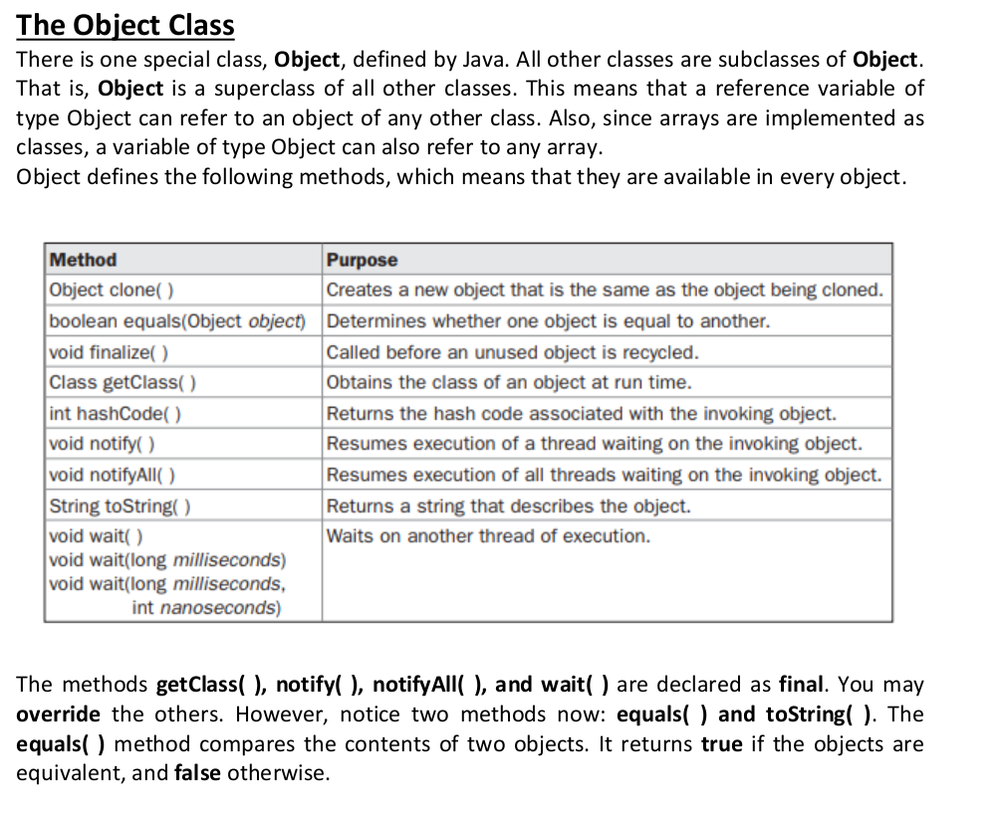 The Object Class
There is one special class, Object, defined by Java. All other classes are subclasses of Object.
That is, Object is a superclass of all other classes. This means that a reference variable of
type Object can refer to an object of any other class. Also, since arrays are implemented as
classes, a variable of type Object can also refer to any array.
Object defines the following methods, which means that they are available in every object.
Method Purpose
Object clone( ) Creates a new object that is the same as the object being cloned.
boolean equals(Object object) Determines whether one object is equal to another.
void finalize( ) Called before an unused object is recycled.
Class getClass( ) Obtains the class of an object at run time.
int hashCode( ) Returns the hash code associated with the invoking object.
void notify( ) Resumes execution of a thread waiting on the invoking object.
void notifyAll( ) Resumes execution of all threads waiting on the invoking object.
String toString( ) Returns a string that describes the object.
void wait( ) Waits on another thread of execution.
void wait(long milliseconds)
void wait(long milliseconds,
int nanoseconds)
The methods getClass( ), notify( ), notifyAll( ), and wait( ) are declared as final. You may
override the others. However, notice two methods now: equals( ) and toString( ). The
equals( ) method compares the contents of two objects. It returns true if the objects are
equivalent, and false otherwise.